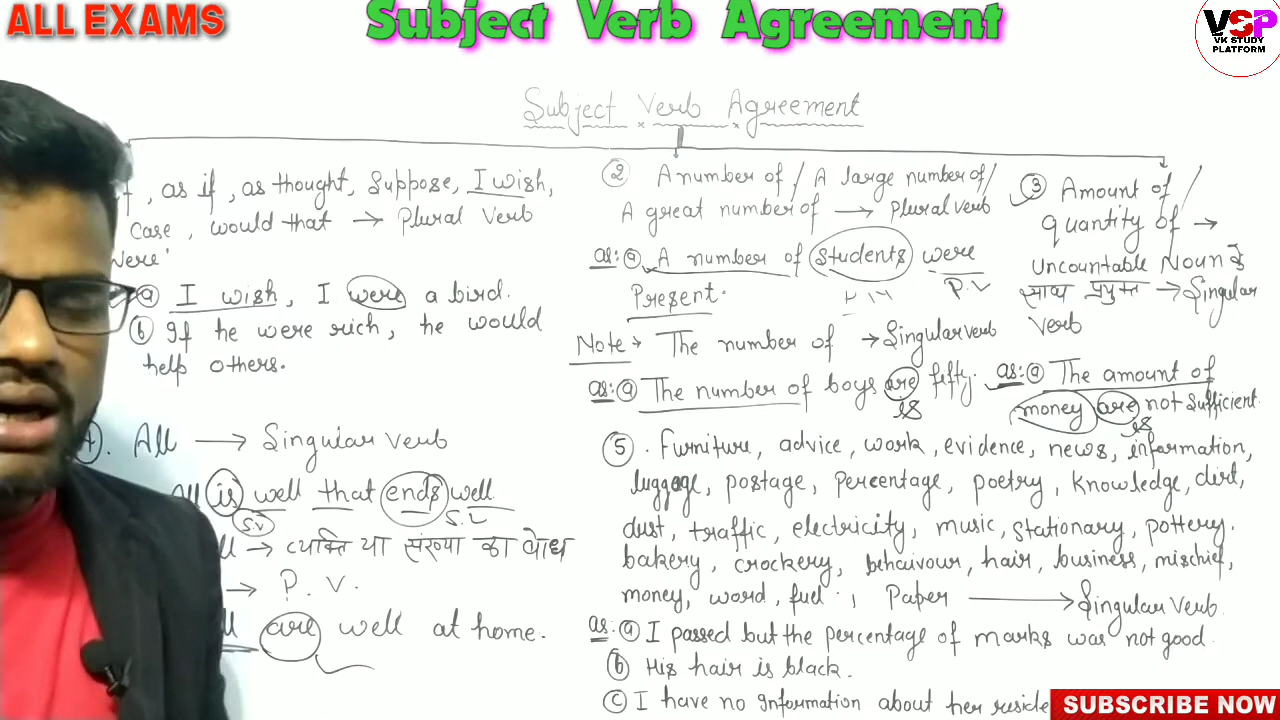 ALL EXAMS
Subject Verb Agreement
VSP
VK STUDY
PLATFORM
Subject Verb Agreement
, as if, as thought, Suppose, I wish,
Case, would that → Plural Verb
were'
ⓐ I wish, I were a bird.
ⓑ If he were rich, he would
help others.
All → Singular verb
is well that ends well
S.V
व्यक्ति या संख्या का बोध
→ P. V.
are well at home.
② A number of / A large number of/
A great number of → Plural verb
as:ⓐ A number of students were
Present. P.V
Note → The number of → Singular verb
as:ⓐ The number of boys are fifty.
is
③ Amount of /
quantity of →
Uncountable Noun के
साथ प्रयुक्त → Singular
Verb
as:ⓐ The amount of
money are not sufficient.
is
⑤ . Furniture, advice, work, evidence, news, information,
luggage, postage, Percentage, poetry, knowledge, dirt,
dust, traffic, electricity, music, stationary, pottery.
bakery, crockery, behaivour, hair, business, mischief,
money, word, fuel, Paper → Singular Verb.
as:ⓐ I passed but the percentage of marks was not good.
ⓑ His hair is black.
ⓒ I have no Information about her
SUBSCRIBE NOW